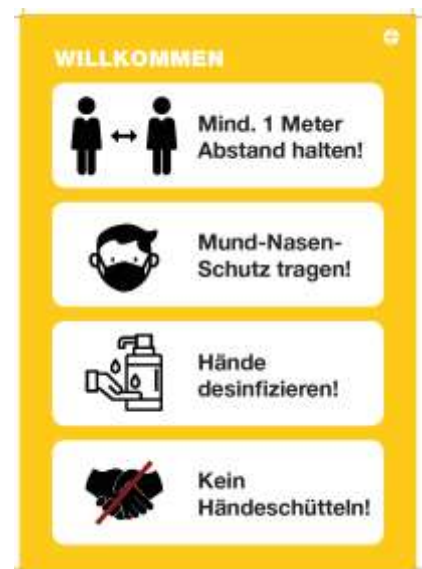 WILLKOMMEN
Mind. 1 Meter
Abstand halten!
Mund-Nasen-
Schutz tragen!
Hände
desinfizieren!
Kein
Händeschütteln!